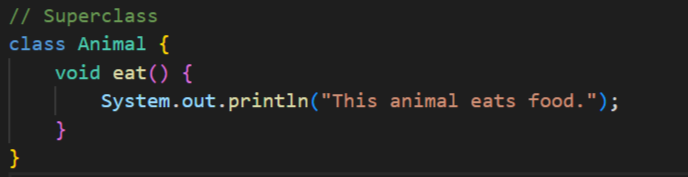 // Superclass
class Animal {
    void eat() {
        System.out.println("This animal eats food.");
    }
}